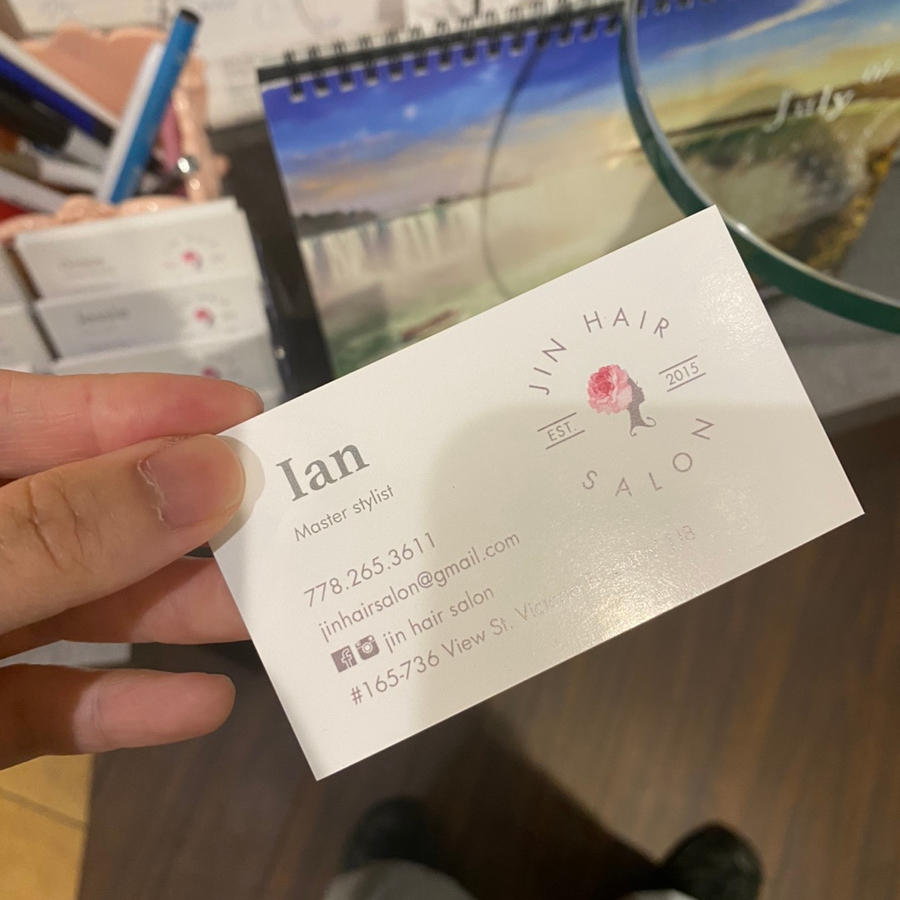 July
JIN HAIR
EST.
2015
SALON
Ian
Master stylist
778.265.3611
jinhairsalon@gmail.com
jin hair salon
#165-736 View St.